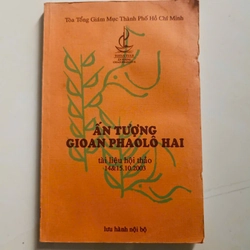 Tòa Tổng Giám Mục Thành Phố Hồ Chí Minh
ẤN TƯỢNG
GIOAN PHAOLÔ HAI
tài liệu hội thảo
14&15.10.2003
lưu hành nội bộ